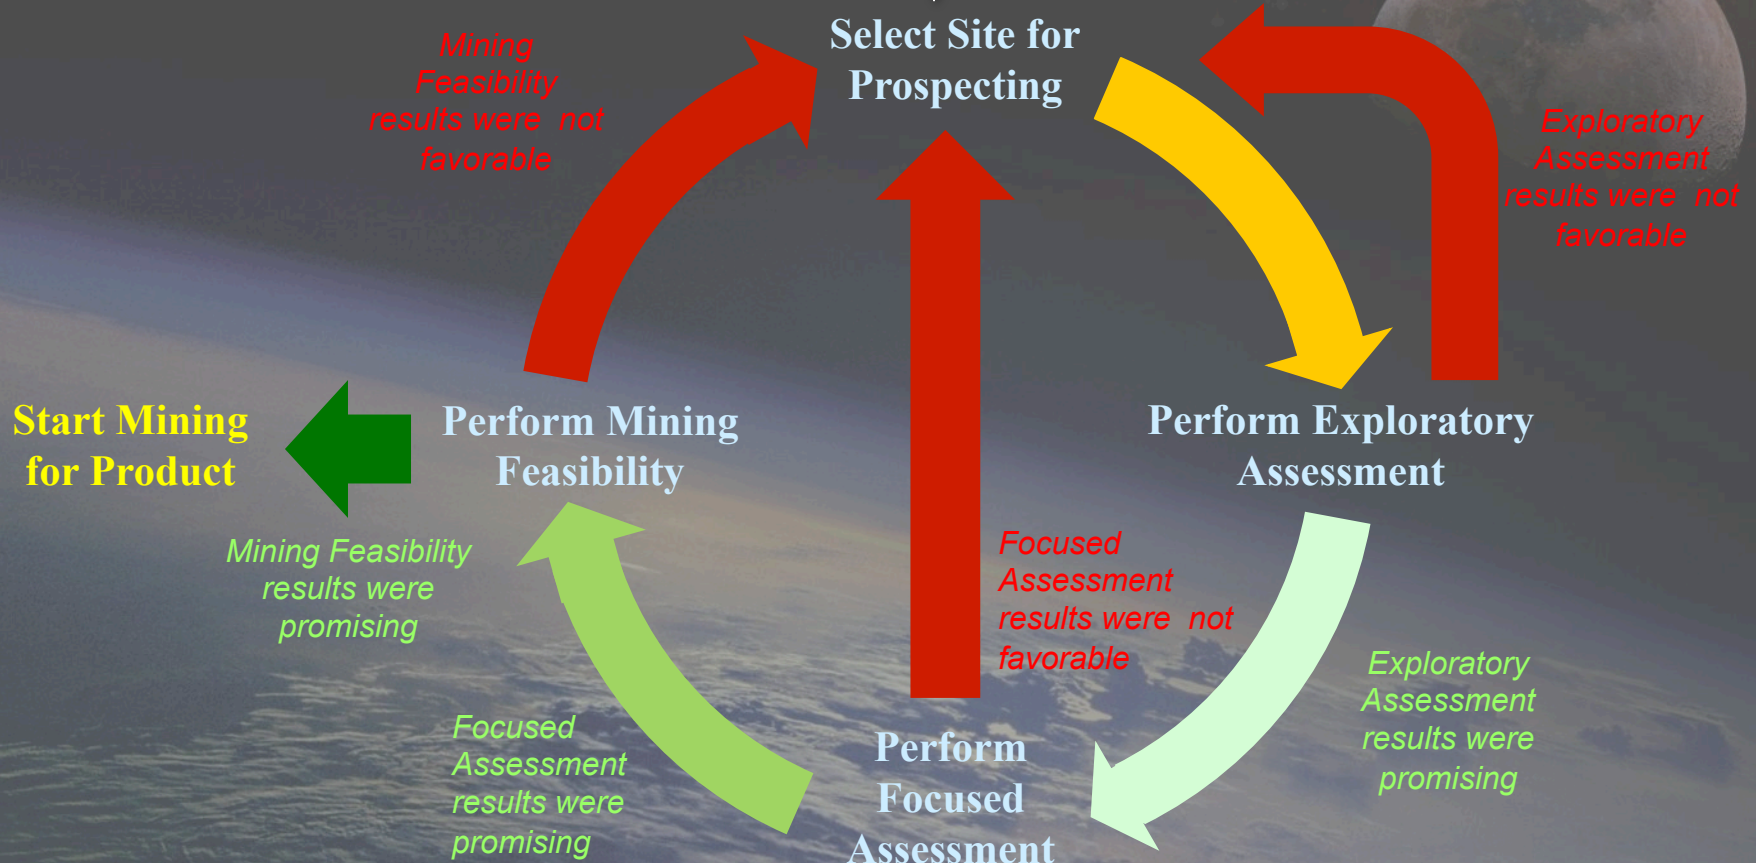 Select Site for
Prospecting
Mining
Feasibility
results were not
favorable
Exploratory
Assessment
results were not
favorable
Start Mining
for Product
Perform Mining
Feasibility
Perform Exploratory
Assessment
Mining Feasibility
results were
promising
Focused
Assessment
results were not
favorable
Exploratory
Assessment
results were
promising
Focused
Assessment
results were
promising
Perform
Focused
Assessment